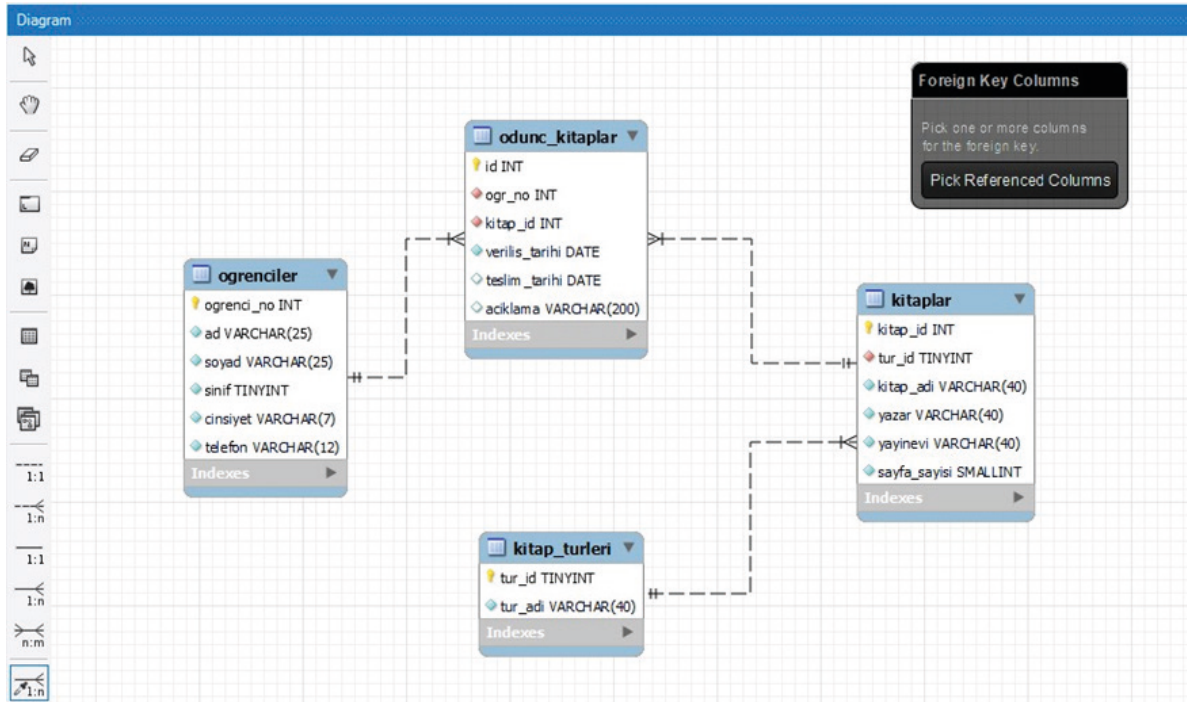 Diagram
Foreign Key Columns
Pick one or more columns
for the foreign key.
Pick Referenced Columns
odunc_kitaplar
id INT
ogr_no INT
kitap_id INT
verilis_tarihi DATE
teslim _tarihi DATE
aciklama VARCHAR(200)
Indexes
ogrenciler
ogrenci_no INT
ad VARCHAR(25)
soyad VARCHAR(25)
sinif TINYINT
cinsiyet VARCHAR(7)
telefon VARCHAR(12)
Indexes
kitaplar
kitap_id INT
tur_id TINYINT
kitap_adi VARCHAR(40)
yazar VARCHAR(40)
yayinevi VARCHAR(40)
sayfa_sayisi SMALLINT
Indexes
kitap_turleri
tur_id TINYINT
tur_adi VARCHAR(40)
Indexes
1:1
1:n
1:1
1:n
n:m
1:n